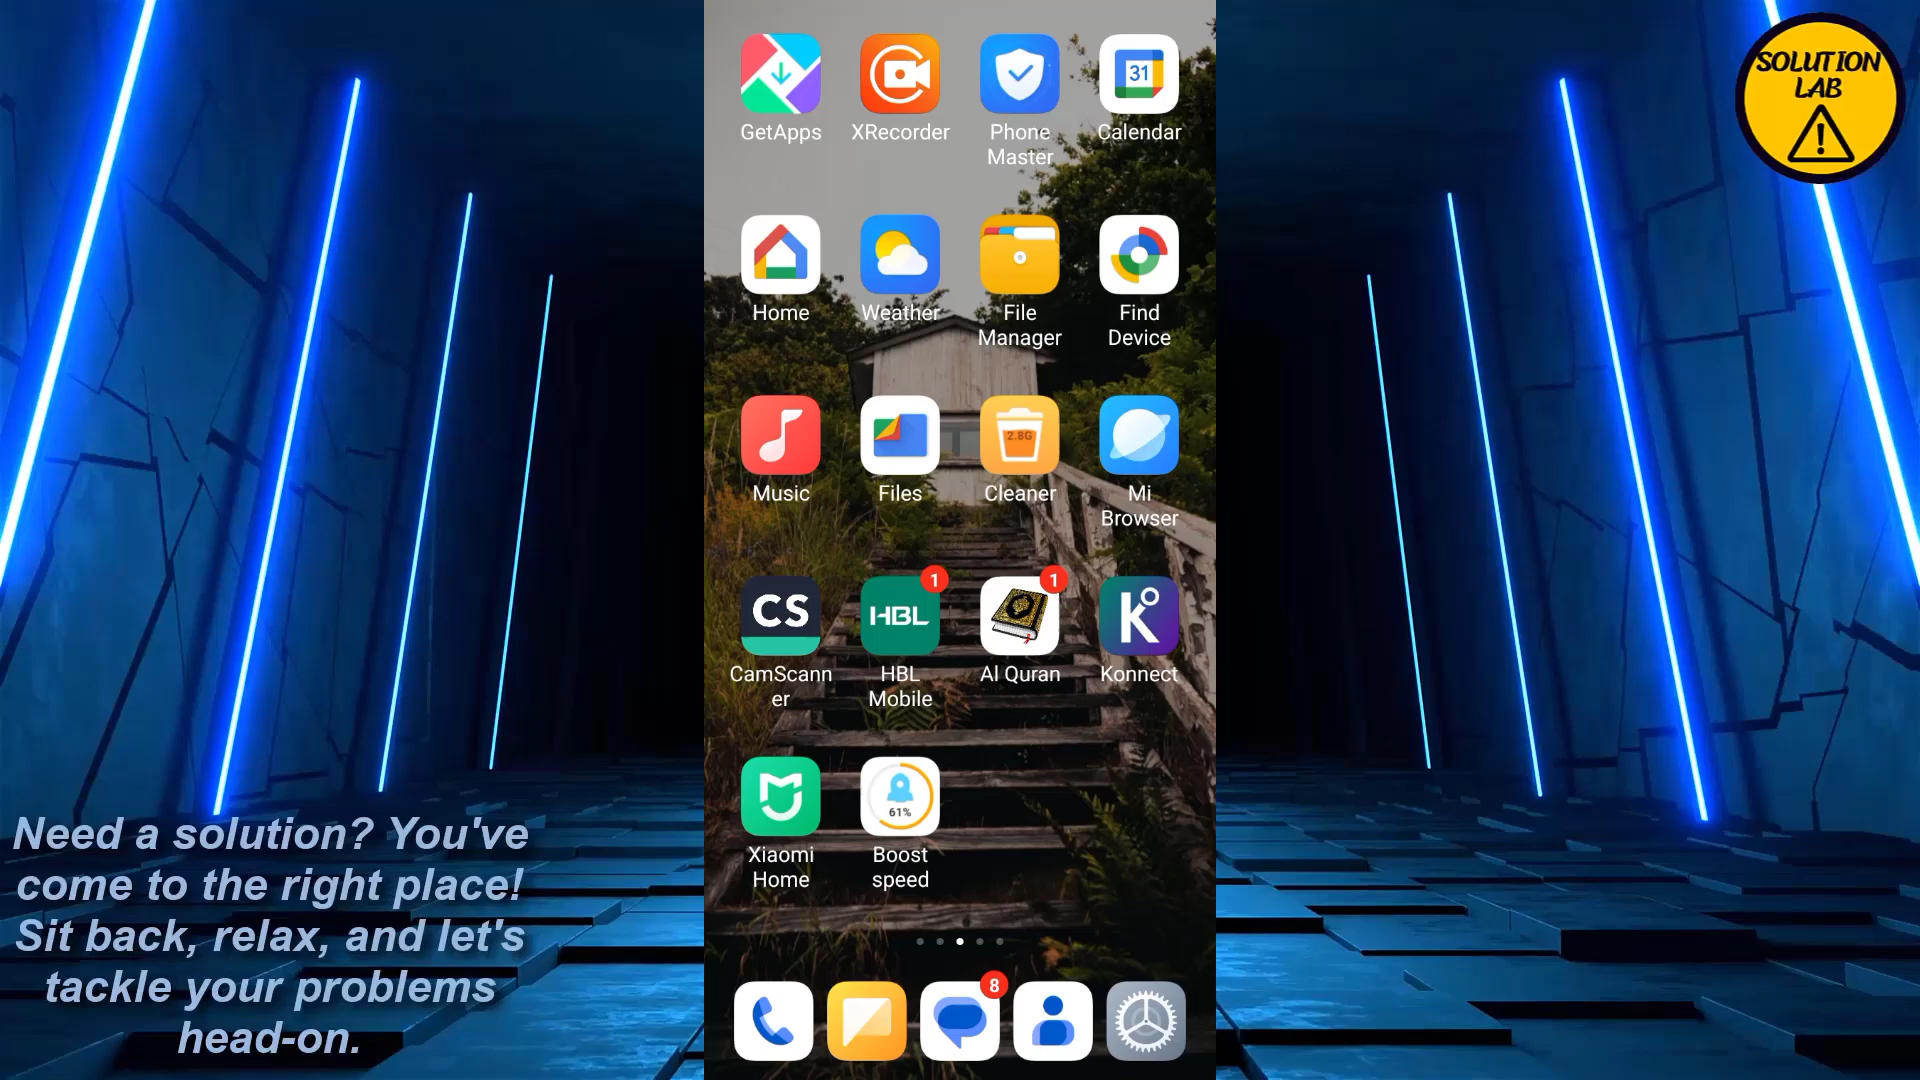 SOLUTION
LAB
31
GetApps
XRecorder
Phone
Master
Calendar
Home
Weather
File
Manager
Find
Device
2.8G
Music
Files
Cleaner
Mi
Browser
CS
HBL
1
1
K
CamScann
er
HBL
Mobile
Al Quran
Konnect
61%
Xiaomi
Home
Boost
speed
8
Need a solution? You've
come to the right place!
Sit back, relax, and let's
tackle your problems
head-on.